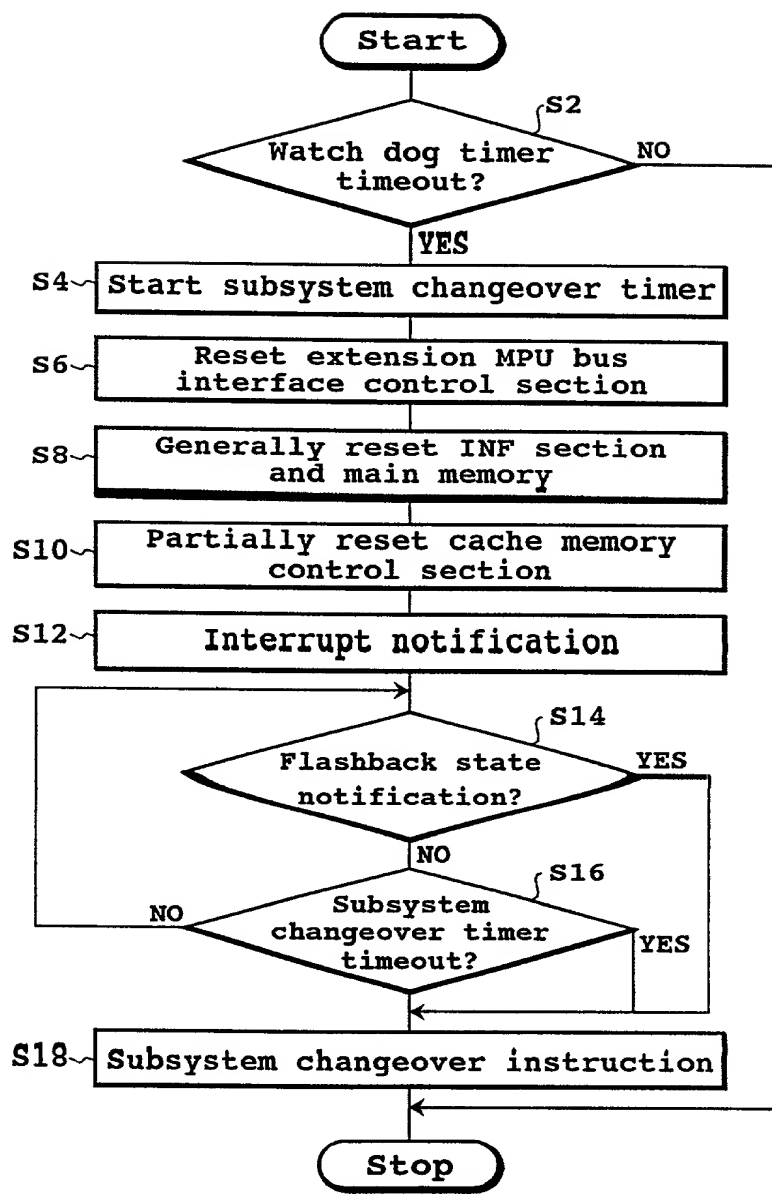 Start
S2
Watch dog timer
timeout?
NO
YES
S4
Start subsystem changeover timer
S6
Reset extension MPU bus
interface control section
S8
Generally reset INF section
and main memory
S10
Partially reset cache memory
control section
S12
Interrupt notification
S14
Flashback state
notification?
YES
NO
S16
NO
Subsystem
changeover timer
timeout?
YES
S18
Subsystem changeover instruction
Stop